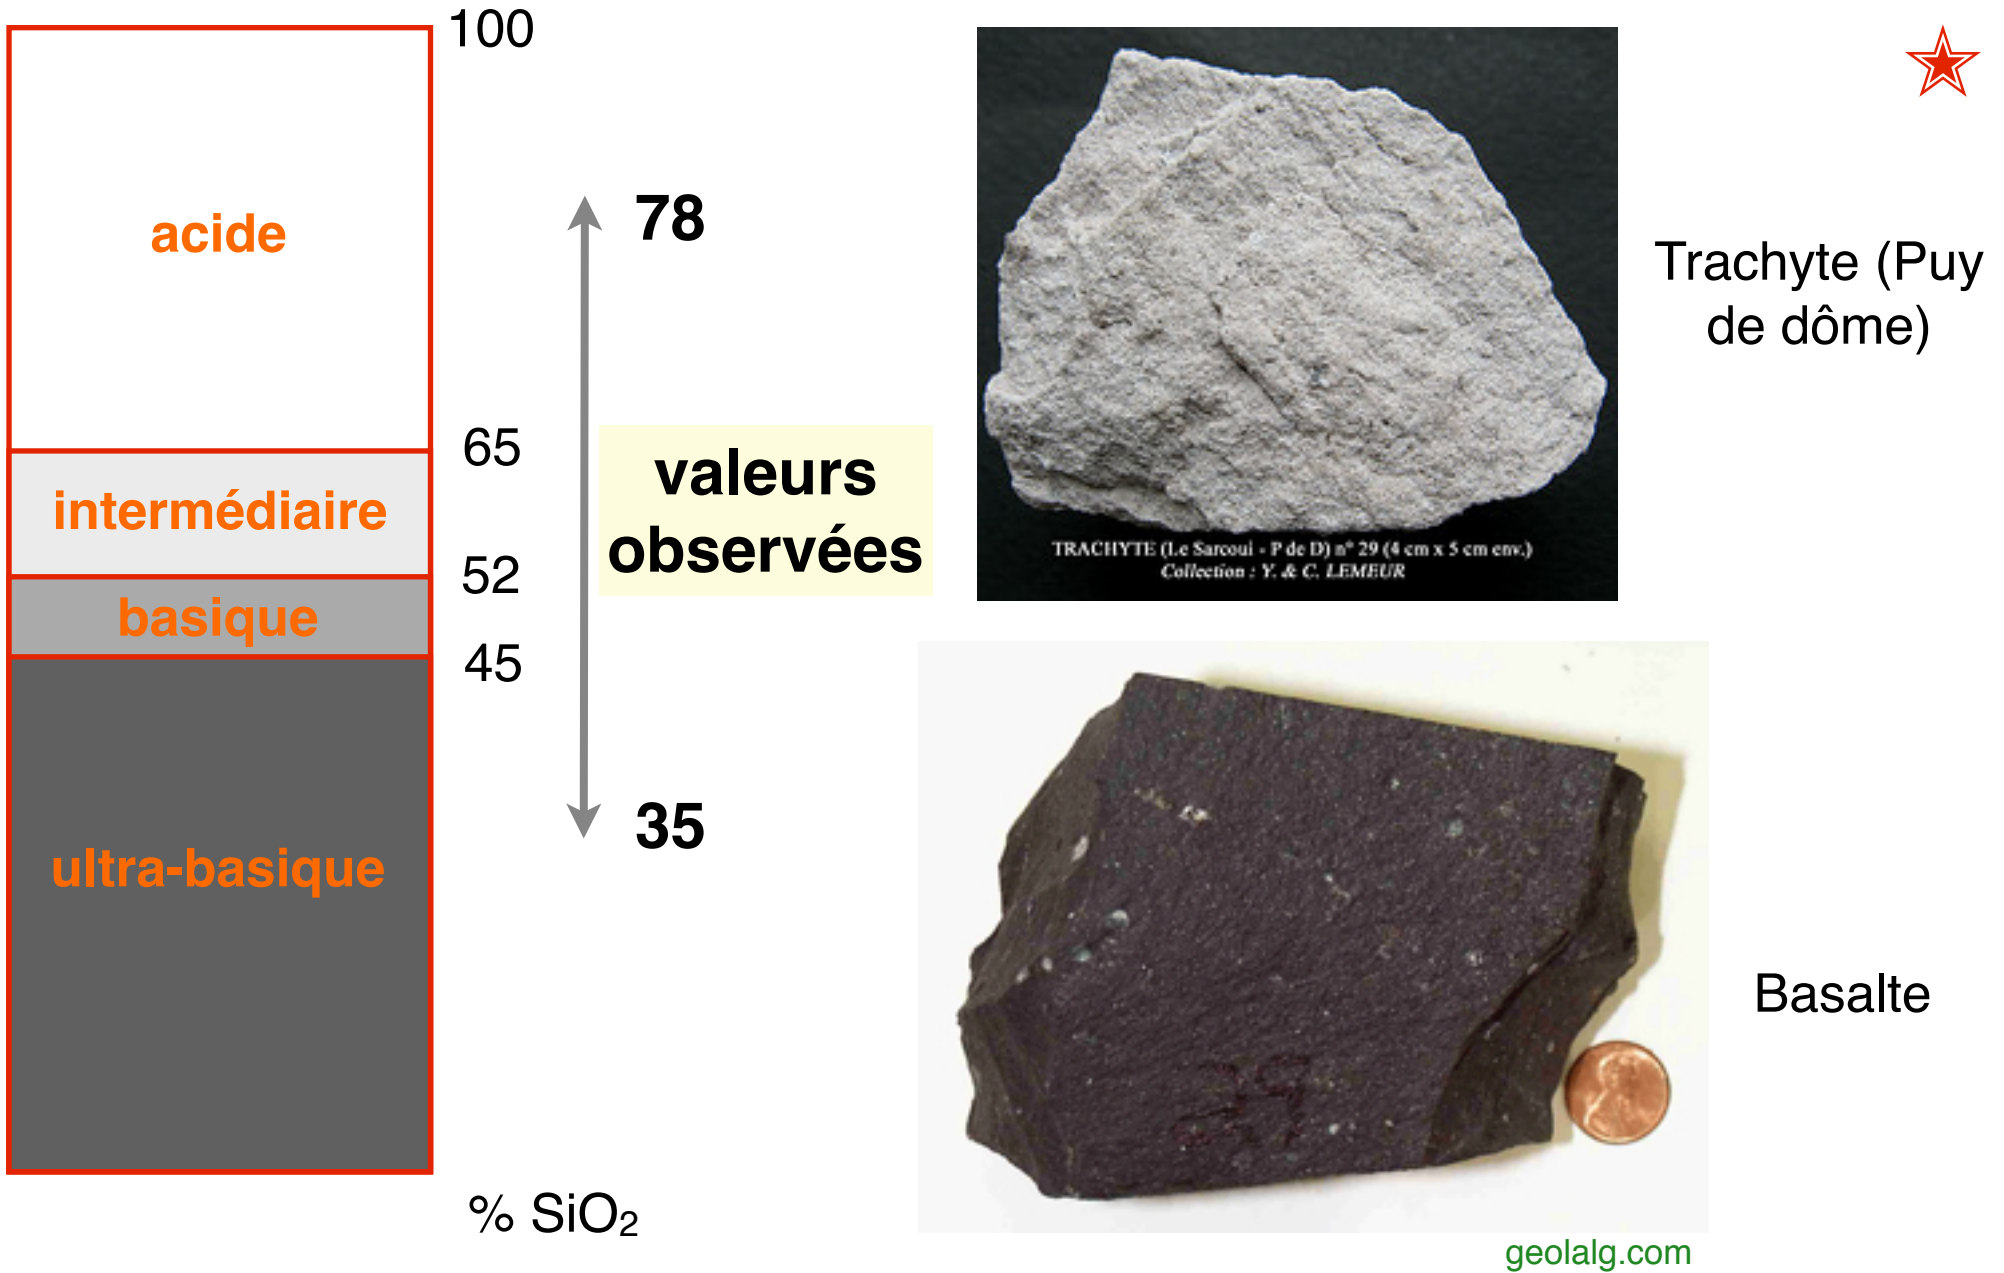 100
acide
78
65
intermédiaire
52
basique
45
ultra-basique
valeurs
observées
35
% SiO₂
Trachyte (Puy
de dôme)
TRACHYTE (Le Sarcoui - P de D) n° 29 (4 cm x 5 cm env.)
Collection : Y. & C. LEMEUR
Basalte
geolalg.com